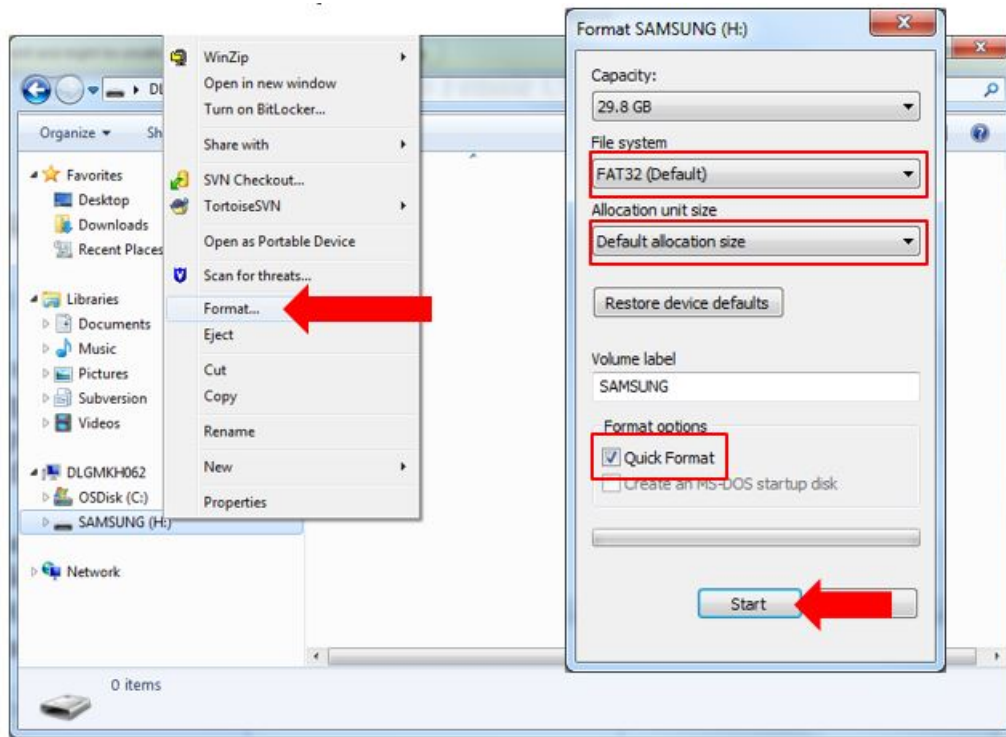 DL
Organize
Sh
Favorites
Desktop
Downloads
Recent Places
Libraries
Documents
Music
Pictures
Subversion
Videos
DLGMKH062
OSDisk (C:)
SAMSUNG (H:)
Network
0 items
WinZip
Open in new window
Turn on BitLocker...
Share with
SVN Checkout...
TortoiseSVN
Open as Portable Device
Scan for threats...
Format...
Eject
Cut
Copy
Rename
New
Properties
Format SAMSUNG (H:)
Capacity:
29.8 GB
File system
FAT32 (Default)
Allocation unit size
Default allocation size
Restore device defaults
Volume label
SAMSUNG
Format options
Quick Format
Create an MS-DOS startup disk
Start